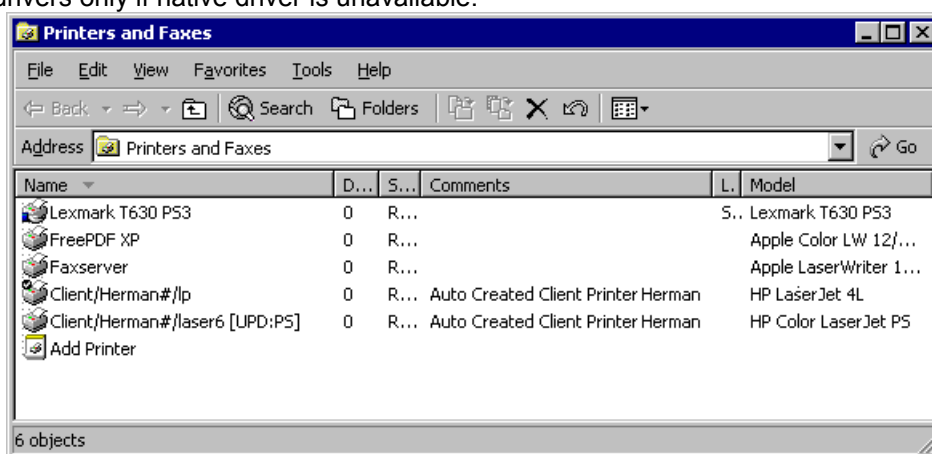 drivers only if native driver is unavailable.
Printers and Faxes
File Edit View Favorites Tools Help
Back Search Folders
Address Printers and Faxes Go
Name D... S... Comments L. Model
Lexmark T630 PS3 0 R... S.. Lexmark T630 PS3
FreePDF XP 0 R... Apple Color LW 12/...
Faxserver 0 R... Apple LaserWriter 1...
Client/Herman#/lp 0 R... Auto Created Client Printer Herman HP LaserJet 4L
Client/Herman#/laser6 [UPD:PS] 0 R... Auto Created Client Printer Herman HP Color LaserJet PS
Add Printer
6 objects